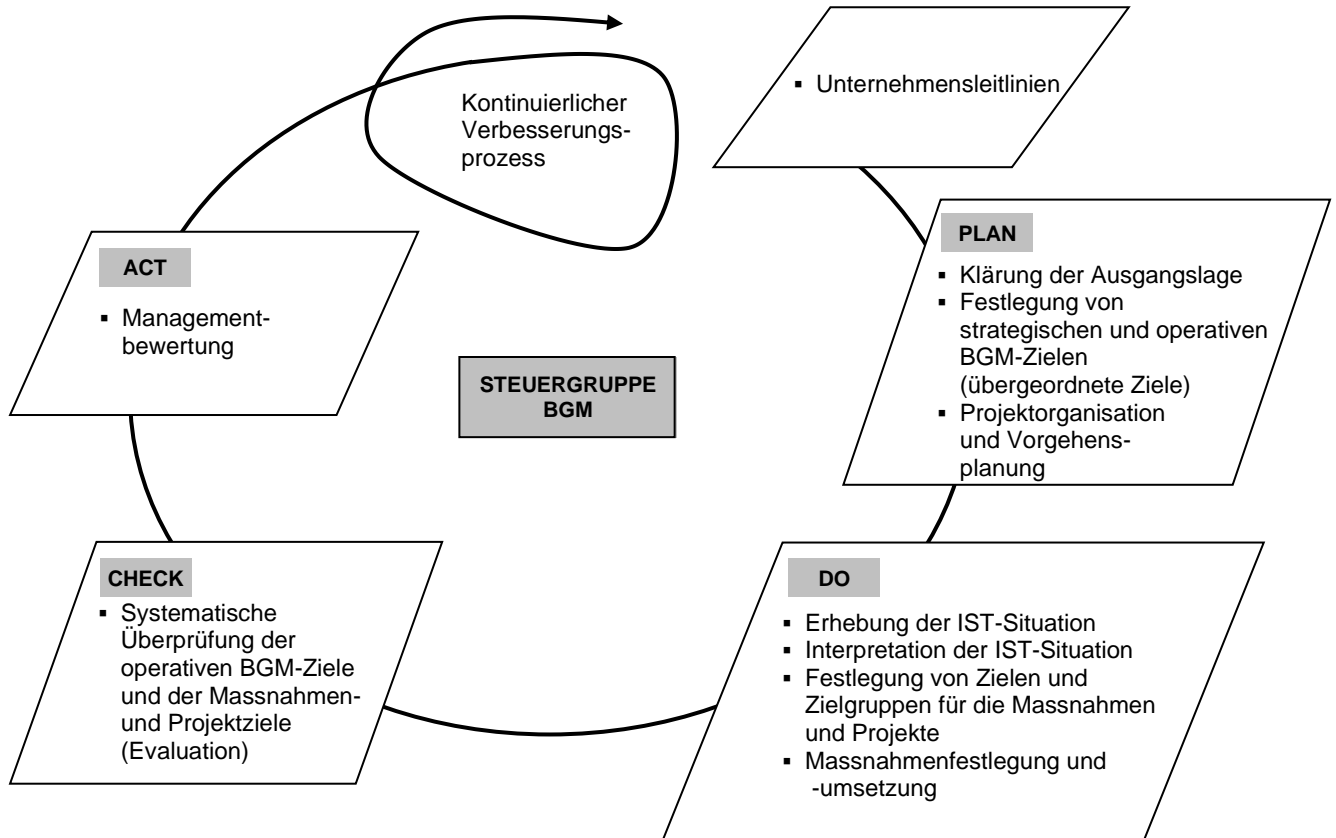 Kontinuierlicher
Verbesserungs-
prozess
▪ Unternehmensleitlinien
PLAN
▪ Klärung der Ausgangslage
▪ Festlegung von
strategischen und operativen
BGM-Zielen
(übergeordnete Ziele)
▪ Projektorganisation
und Vorgehens-
planung
DO
▪ Erhebung der IST-Situation
▪ Interpretation der IST-Situation
▪ Festlegung von Zielen und
Zielgruppen für die Massnahmen
und Projekte
▪ Massnahmenfestlegung und
-umsetzung
CHECK
▪ Systematische
Überprüfung der
operativen BGM-Ziele
und der Massnahmen-
und Projektziele
(Evaluation)
ACT
▪ Management-
bewertung
STEUERGRUPPE
BGM